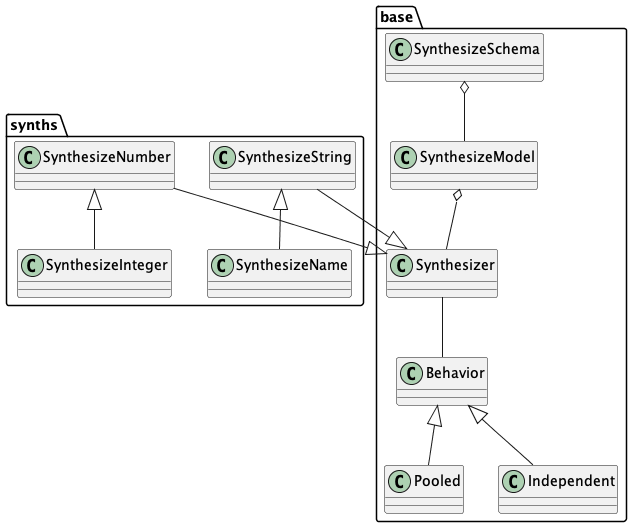 base
C SynthesizeSchema
synths
C SynthesizeNumber
C SynthesizeString
C SynthesizeModel
C SynthesizeInteger
C SynthesizeName
C Synthesizer
C Behavior
C Pooled
C Independent